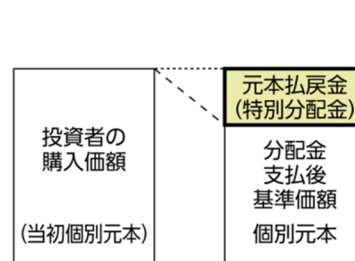 投資者の
購入価額
(当初個別元本)
元本払戻金
(特別分配金)
分配金
支払後
基準価額
個別元本